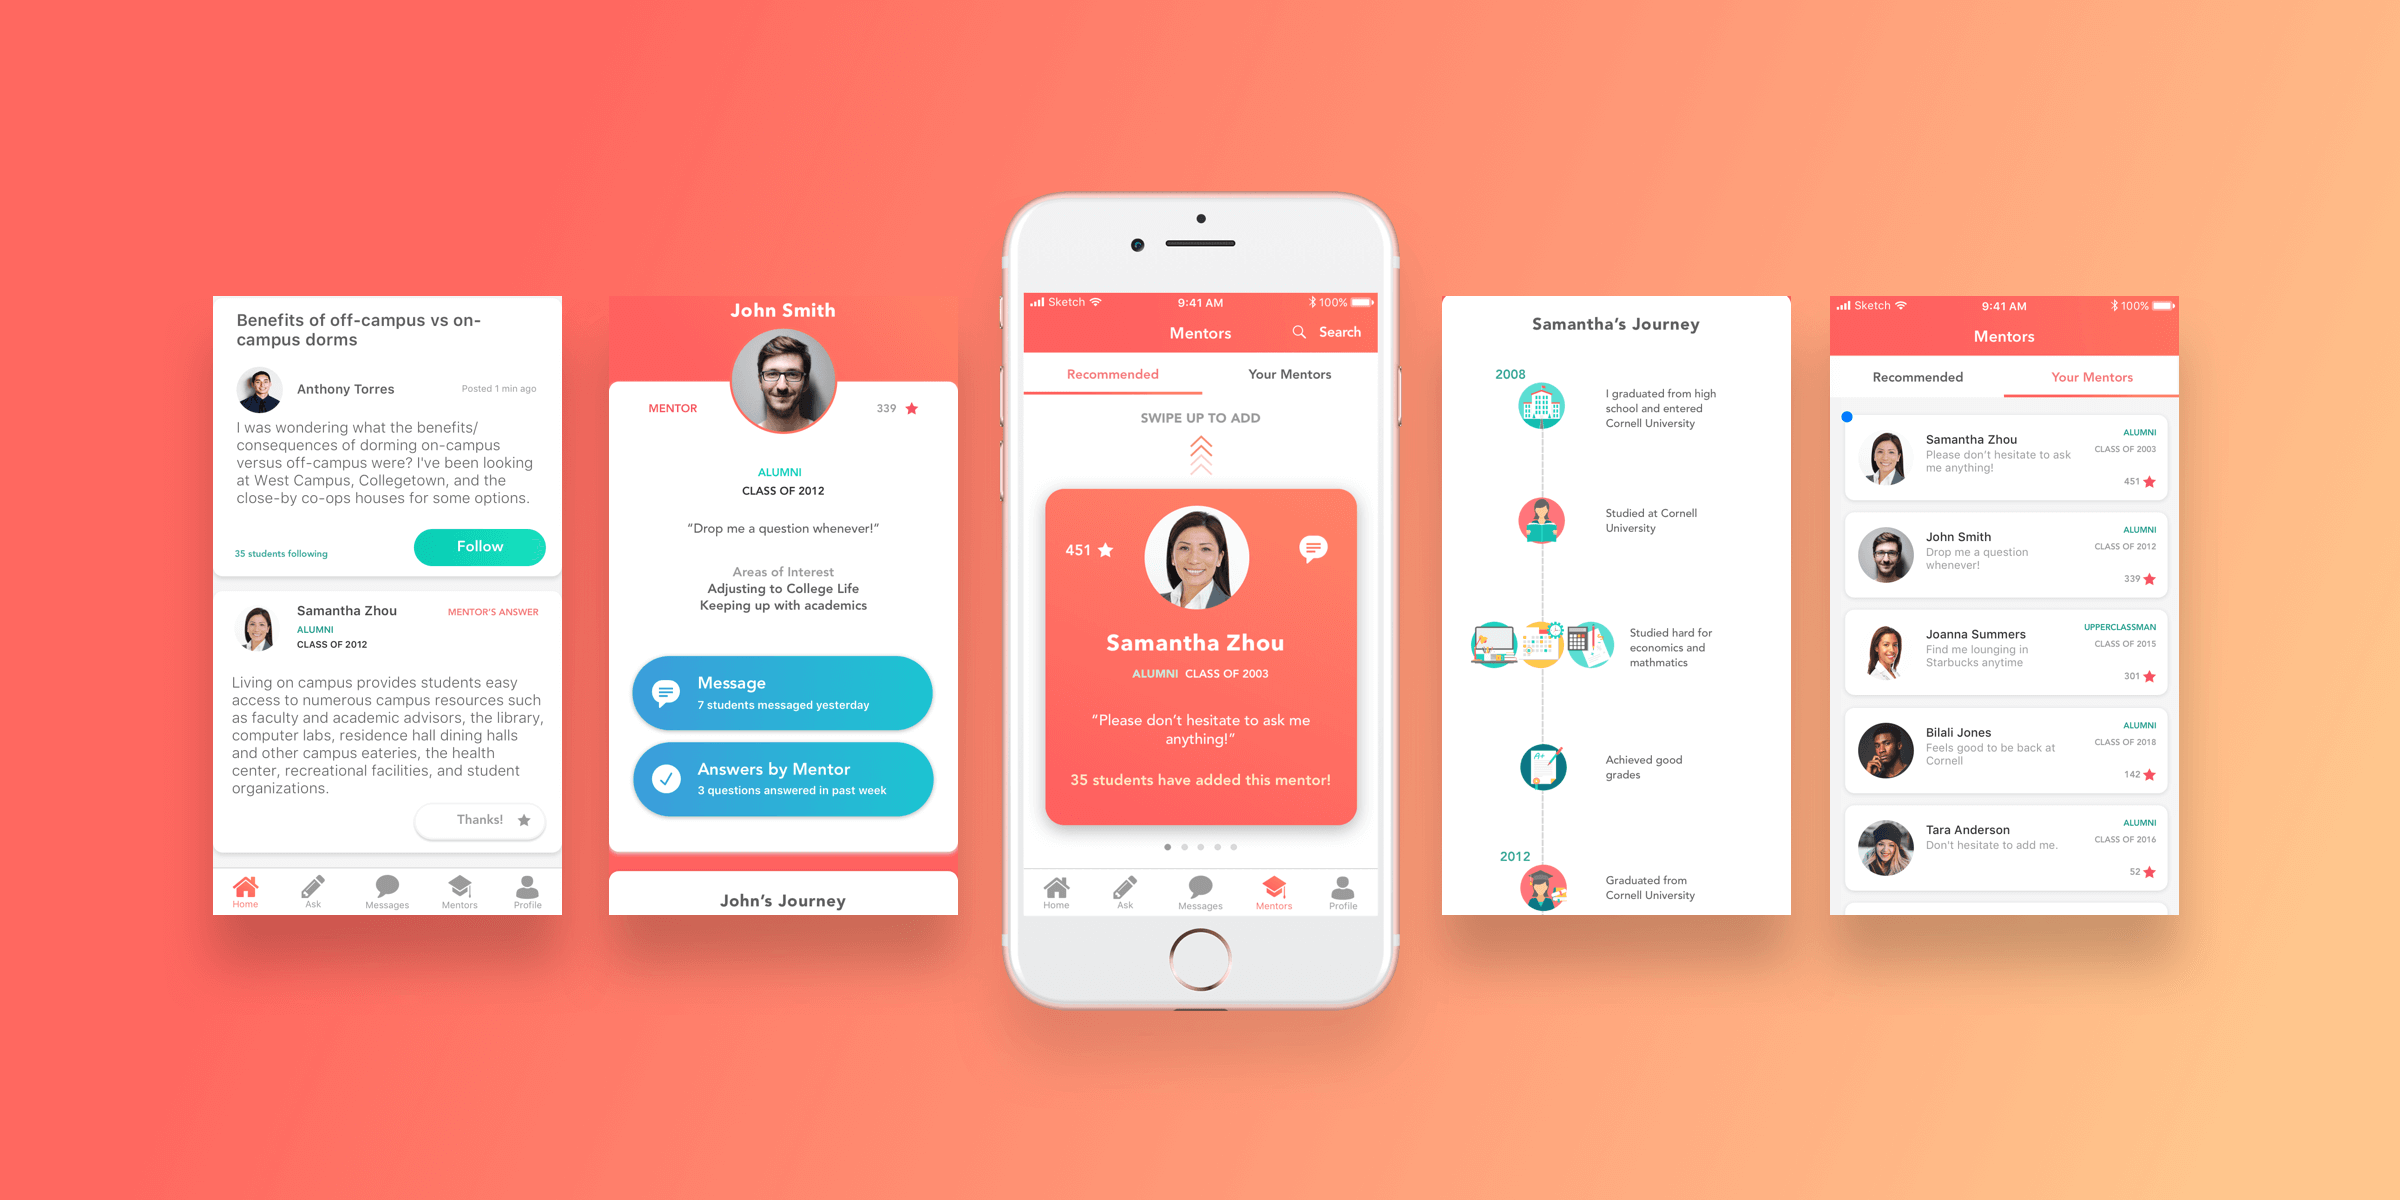 Benefits of off-campus vs on-
campus dorms
Anthony Torres
Posted 1 min ago
I was wondering what the benefits/
consequences of dorming on-campus
versus off-campus were? I've been looking
at West Campus, Collegetown, and the
close-by co-ops houses for some options.
35 students following
Follow
Samantha Zhou
MENTOR'S ANSWER
ALUMNI
CLASS OF 2012
Living on campus provides students easy
access to numerous campus resources such
as faculty and academic advisors, the library,
computer labs, residence hall dining halls
and other campus eateries, the health
center, recreational facilities, and student
organizations.
Thanks!
Home
Ask
Messages
Mentors
Profile
John Smith
MENTOR
339
ALUMNI
CLASS OF 2012
“Drop me a question whenever!”
Areas of Interest
Adjusting to College Life
Keeping up with academics
Message
7 students messaged yesterday
Answers by Mentor
3 questions answered in past week
John’s Journey
Sketch
9:41 AM
100%
Mentors
Search
Recommended
Your Mentors
SWIPE UP TO ADD
451
Samantha Zhou
ALUMNI CLASS OF 2003
“Please don’t hesitate to ask me
anything!”
35 students have added this mentor!
Home
Ask
Messages
Mentors
Profile
Samantha’s Journey
2008
I graduated from high
school and entered
Cornell University
Studied at Cornell
University
Studied hard for
economics and
mathmatics
Achieved good
grades
2012
Graduated from
Cornell University
Sketch
9:41 AM
100%
Mentors
Recommended
Your Mentors
Samantha Zhou
Please don't hesitate to ask
me anything!
ALUMNI
CLASS OF 2003
451
John Smith
Drop me a question
whenever!
ALUMNI
CLASS OF 2012
339
Joanna Summers
Find me lounging in
Starbucks anytime
UPPERCLASSMAN
CLASS OF 2015
301
Bilali Jones
Feels good to be back at
Cornell
ALUMNI
CLASS OF 2018
142
Tara Anderson
Don't hesitate to add me.
ALUMNI
CLASS OF 2016
52